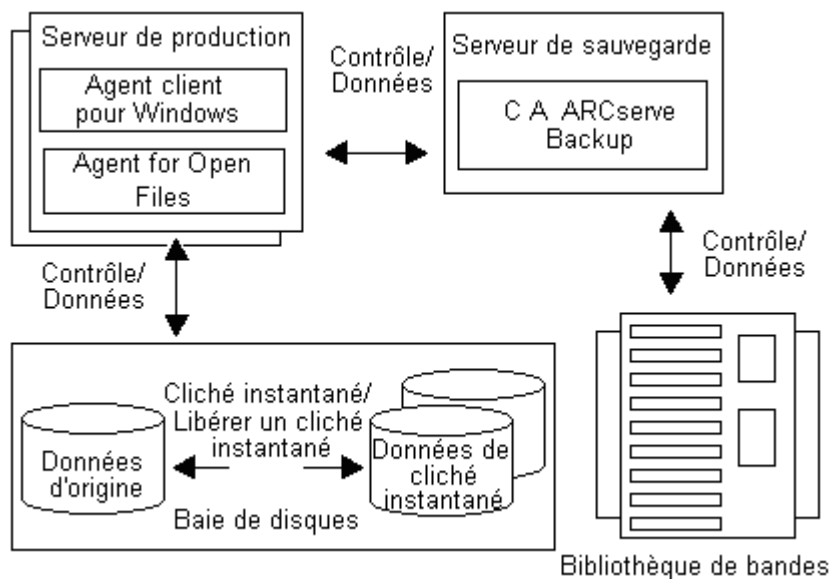 Serveur de production
Agent client
pour Windows
Agent for Open
Files
Contrôle/
Données
Serveur de sauvegarde
C A ARCserve
Backup
Contrôle/
Données
Contrôle/
Données
Cliché instantané/
Libérer un cliché
instantané
Données
d'origine
Données de
cliché
instantané
Baie de disques
Bibliothèque de bandes